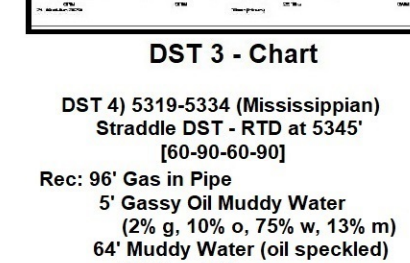 DST 3 - Chart
DST 4) 5319-5334 (Mississippian)
Straddle DST - RTD at 5345'
[60-90-60-90]
Rec: 96' Gas in Pipe
5' Gassy Oil Muddy Water
(2% g, 10% o, 75% w, 13% m)
64' Muddy Water (oil speckled)